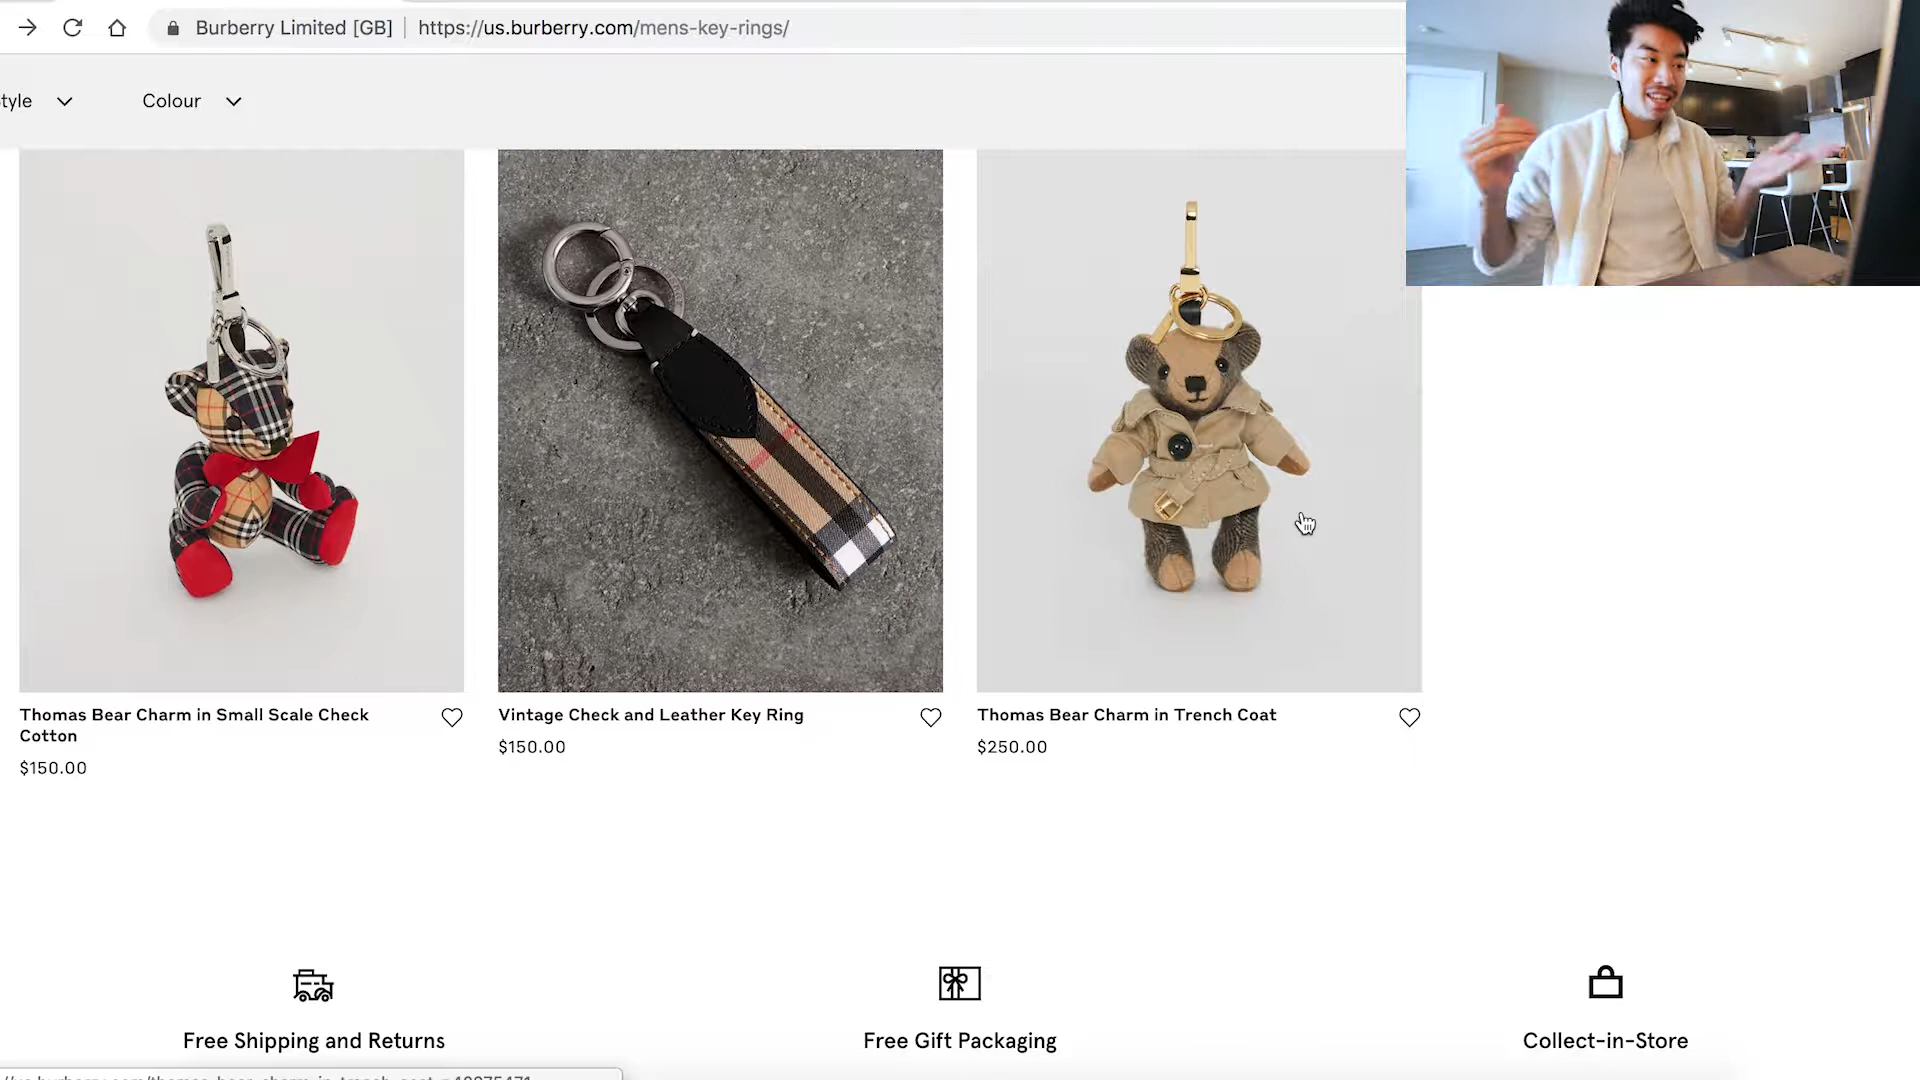 Burberry Limited [GB] https://us.burberry.com/mens-key-rings/
tyle Colour
Thomas Bear Charm in Small Scale Check
Cotton
$150.00
Vintage Check and Leather Key Ring
$150.00
Thomas Bear Charm in Trench Coat
$250.00
Free Shipping and Returns
Free Gift Packaging
Collect-in-Store